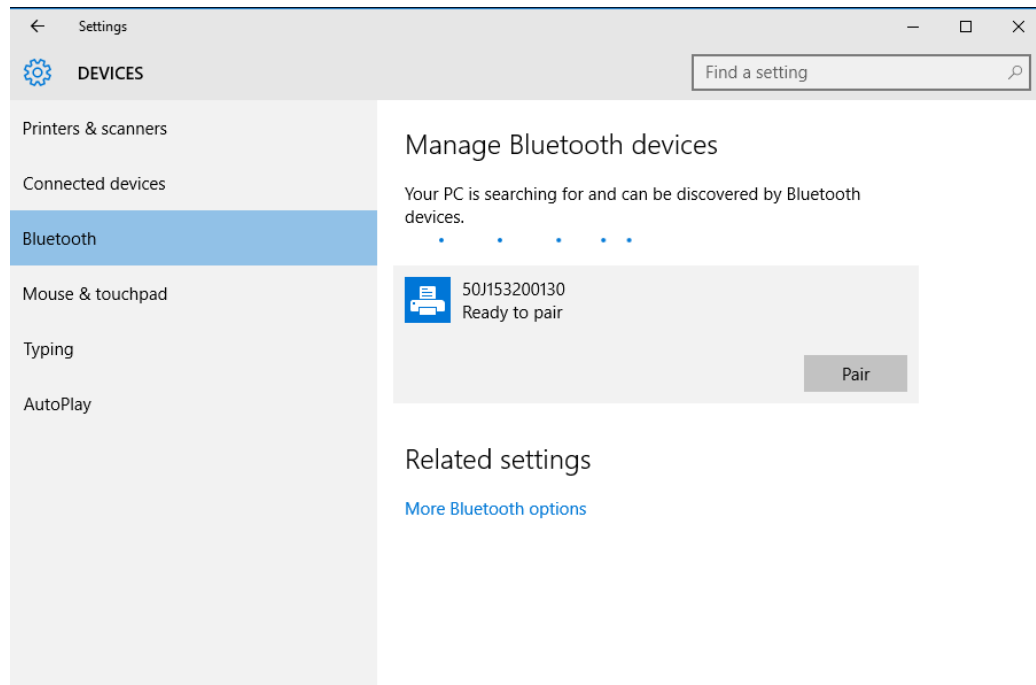 Settings
DEVICES
Find a setting
Printers & scanners
Connected devices
Bluetooth
Mouse & touchpad
Typing
AutoPlay
Manage Bluetooth devices
Your PC is searching for and can be discovered by Bluetooth
devices.
50J153200130
Ready to pair
Pair
Related settings
More Bluetooth options